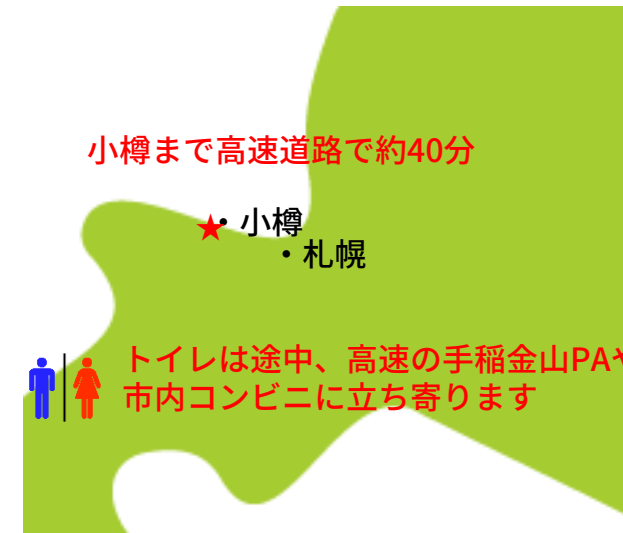 小樽まで高速道路で約40分
・小樽
・札幌
トイレは途中、高速の手稲金山PAや
市内コンビニに立ち寄ります